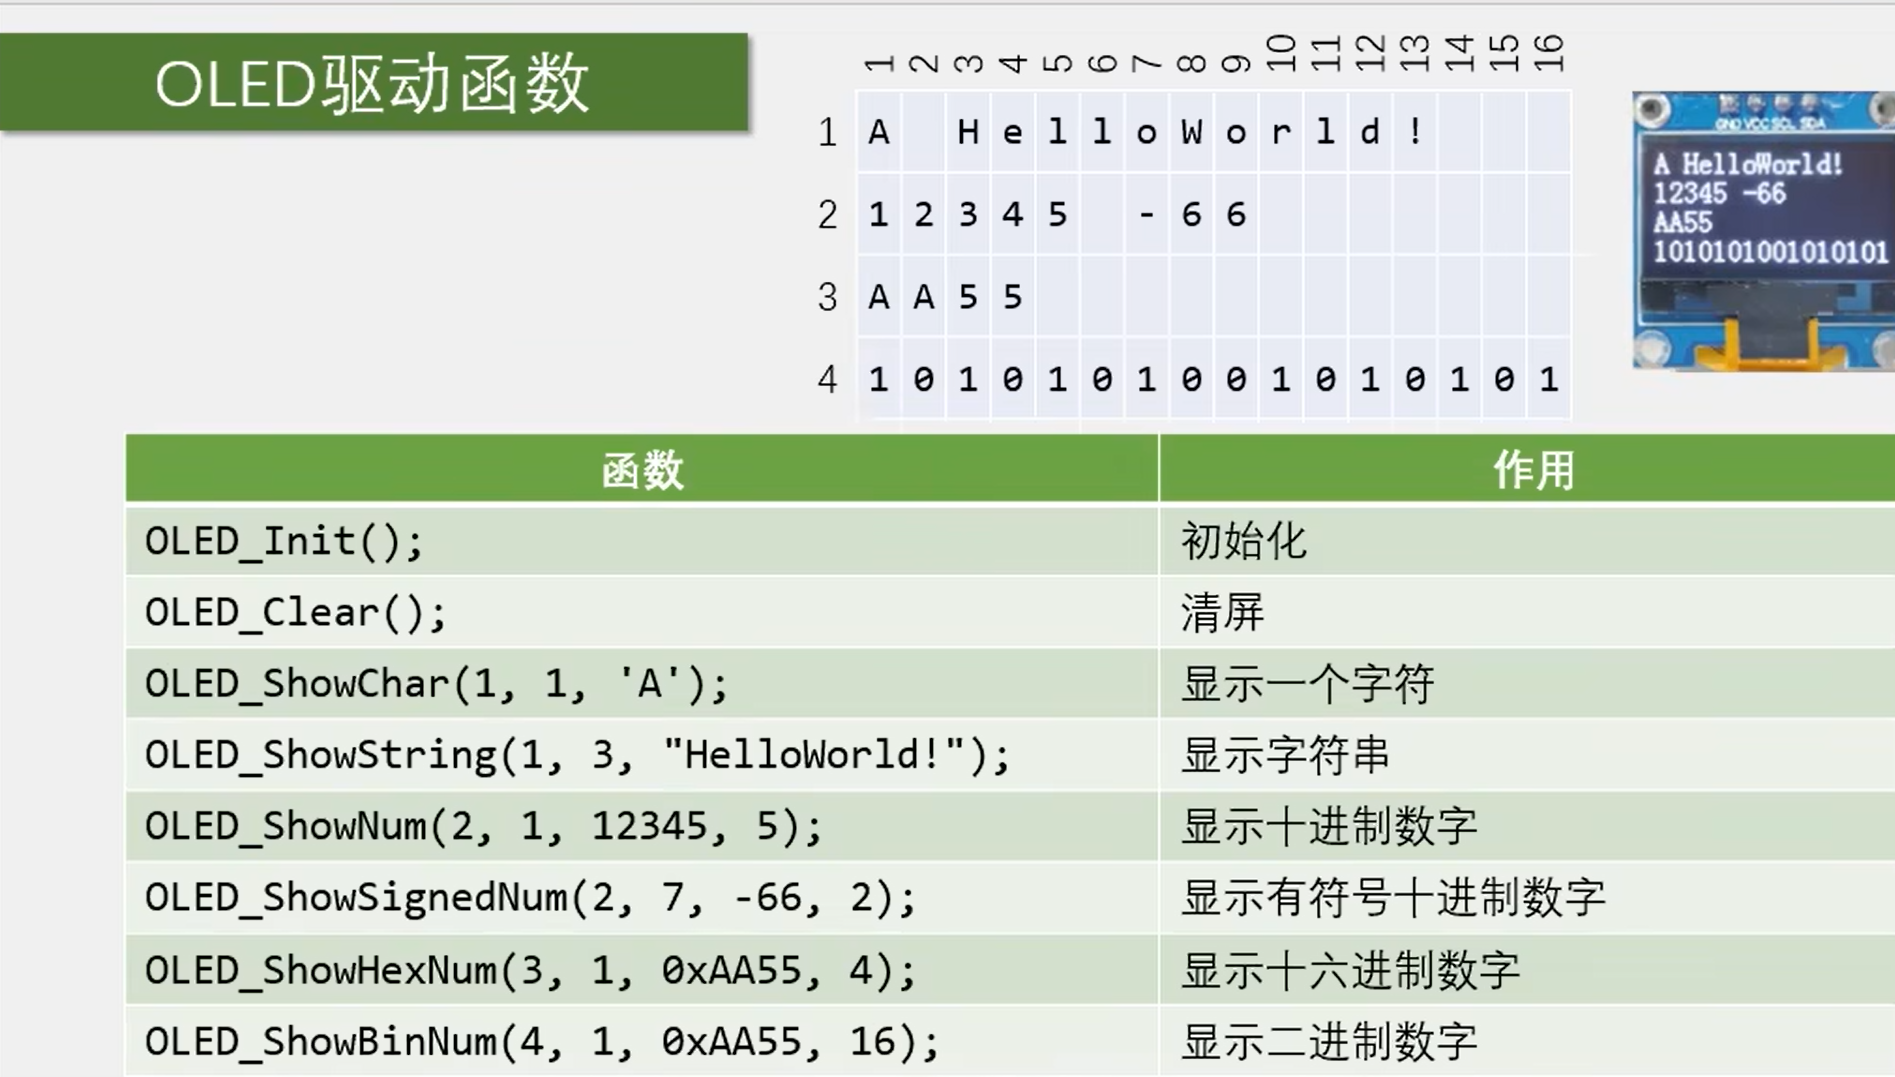 OLED驱动函数
1 2 3 4 5 6 7 8 9 10 11 12 13 14 15 16
1 A H e l l o W o r l d !
2 1 2 3 4 5 - 6 6
3 A A 5 5
4 1 0 1 0 1 0 1 0 0 1 0 1 0 1 0 1
GND VCC SCL SDA
A HelloWorld!
12345 -66
AA55
1010101001010101
函数 作用
OLED_Init(); 初始化
OLED_Clear(); 清屏
OLED_ShowChar(1, 1, 'A'); 显示一个字符
OLED_ShowString(1, 3, "HelloWorld!"); 显示字符串
OLED_ShowNum(2, 1, 12345, 5); 显示十进制数字
OLED_ShowSignedNum(2, 7, -66, 2); 显示有符号十进制数字
OLED_ShowHexNum(3, 1, 0xAA55, 4); 显示十六进制数字
OLED_ShowBinNum(4, 1, 0xAA55, 16); 显示二进制数字